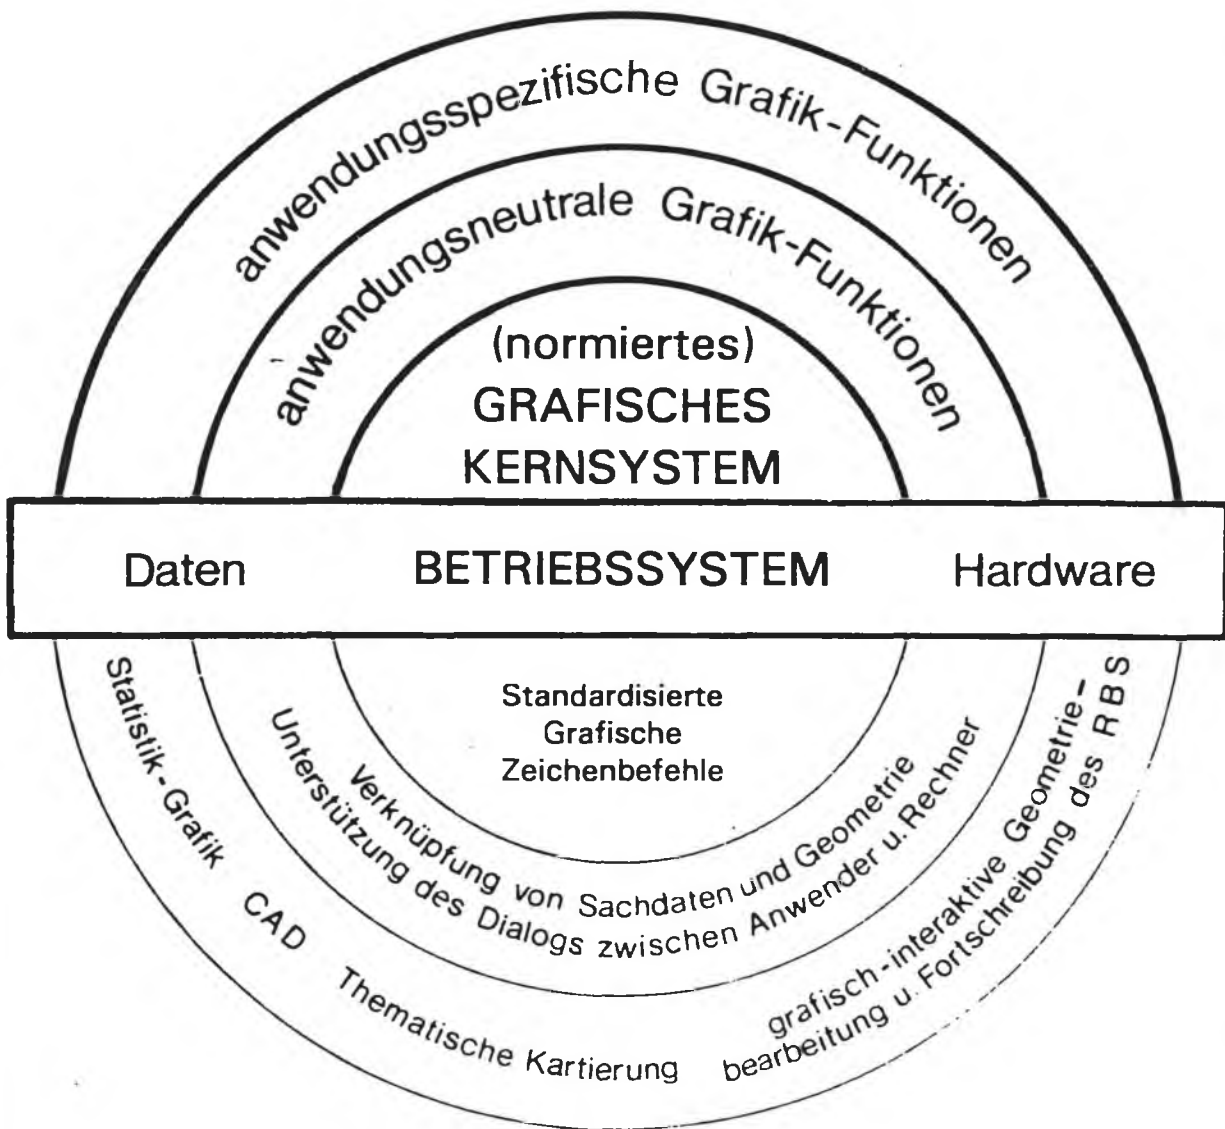 anwendungsspezifische Grafik-Funktionen
anwendungsneutrale Grafik-Funktionen
(normiertes)
GRAFISCHES
KERNSYSTEM
Daten BETRIEBSSYSTEM Hardware
Standardisierte
Grafische
Zeichenbefehle
Verknüpfung von Sachdaten und Geometrie
Unterstützung des Dialogs zwischen Anwender u. Rechner
Statistik-Grafik CAD Thematische Kartierung
grafisch-interaktive Geometrie-
bearbeitung u. Fortschreibung des RBS